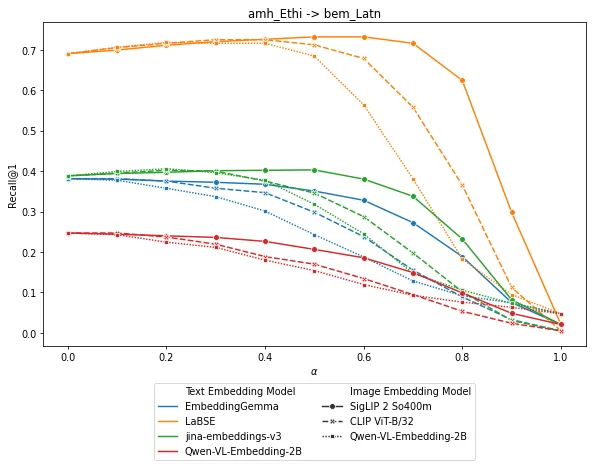 amh_Ethi -> bem_Latn
Recall@1
0.7
0.6
0.5
0.4
0.3
0.2
0.1
0.0
0.0 0.2 0.4 0.6 0.8 1.0
α
Text Embedding Model
EmbeddingGemma
LaBSE
jina-embeddings-v3
Qwen-VL-Embedding-2B
Image Embedding Model
SigLIP 2 So400m
CLIP ViT-B/32
Qwen-VL-Embedding-2B